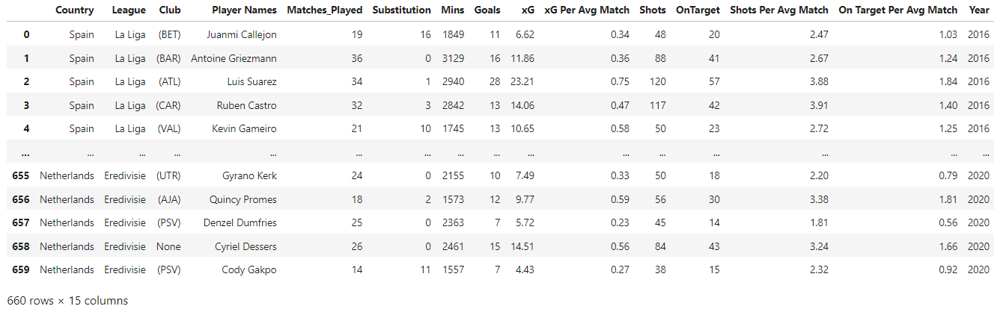 Country League Club Player Names Matches_Played Substitution Mins Goals xG xG Per Avg Match Shots OnTarget Shots Per Avg Match On Target Per Avg Match Year
0 Spain La Liga (BET) Juanmi Callejon 19 16 1849 11 6.62 0.34 48 20 2.47 1.03 2016
1 Spain La Liga (BAR) Antoine Griezmann 36 0 3129 16 11.86 0.36 88 41 2.67 1.24 2016
2 Spain La Liga (ATL) Luis Suarez 34 1 2940 28 23.21 0.75 120 57 3.88 1.84 2016
3 Spain La Liga (CAR) Ruben Castro 32 3 2842 13 14.06 0.47 117 42 3.91 1.40 2016
4 Spain La Liga (VAL) Kevin Gameiro 21 10 1745 13 10.65 0.58 50 23 2.72 1.25 2016
... ... ... ... ... ... ... ... ... ... ... ... ... ... ... ...
655 Netherlands Eredivisie (UTR) Gyrano Kerk 24 0 2155 10 7.49 0.33 50 18 2.20 0.79 2020
656 Netherlands Eredivisie (AJA) Quincy Promes 18 2 1573 12 9.77 0.59 56 30 3.38 1.81 2020
657 Netherlands Eredivisie (PSV) Denzel Dumfries 25 0 2363 7 5.72 0.23 45 14 1.81 0.56 2020
658 Netherlands Eredivisie None Cyriel Dessers 26 0 2461 15 14.51 0.56 84 43 3.24 1.66 2020
659 Netherlands Eredivisie (PSV) Cody Gakpo 14 11 1557 7 4.43 0.27 38 15 2.32 0.92 2020
660 rows × 15 columns